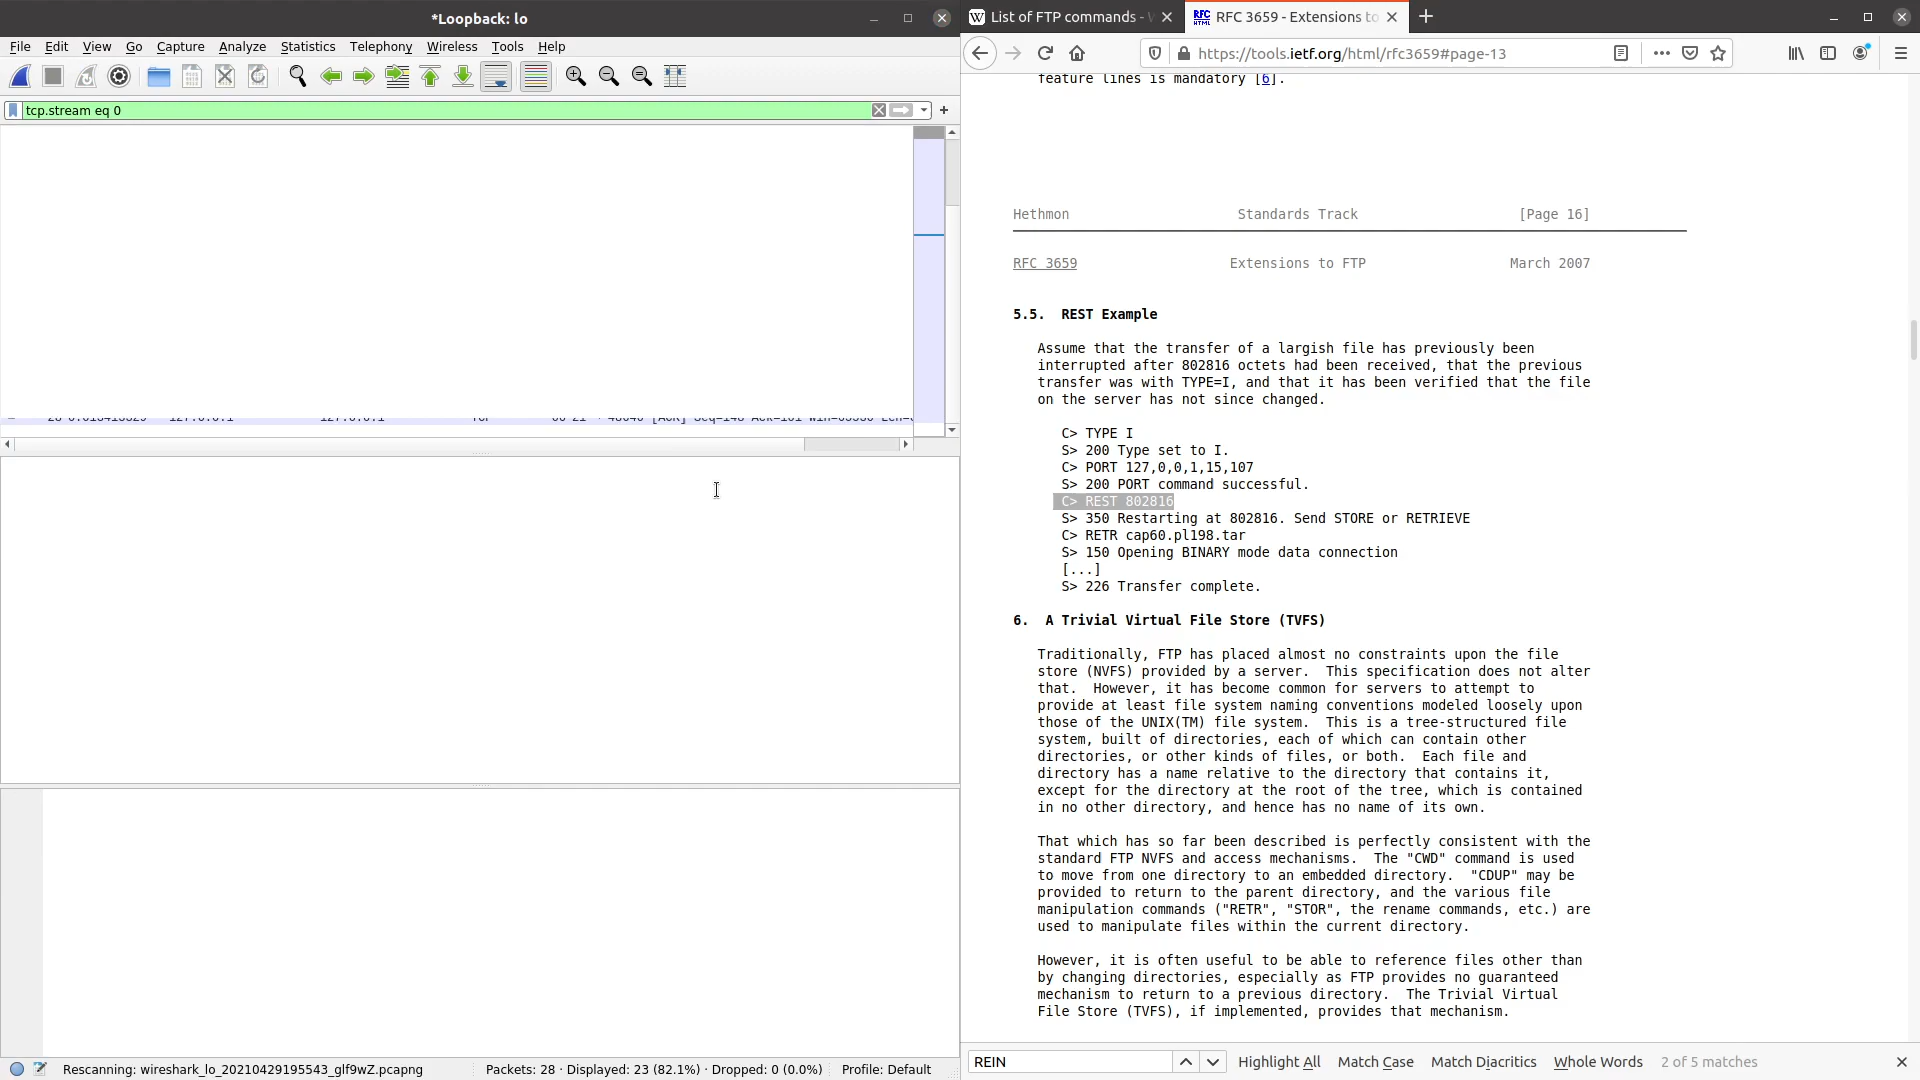 *Loopback: lo
File Edit View Go Capture Analyze Statistics Telephony Wireless Tools Help
tcp.stream eq 0
Rescanning: wireshark_lo_20210429195543_glf9wZ.pcapng
Packets: 28 · Displayed: 23 (82.1%) · Dropped: 0 (0.0%)
Profile: Default
List of FTP commands -
RFC 3659 - Extensions to
https://tools.ietf.org/html/rfc3659#page-13
feature lines is mandatory [6].
Hethmon Standards Track [Page 16]
RFC 3659 Extensions to FTP March 2007
5.5. REST Example
Assume that the transfer of a largish file has previously been
interrupted after 802816 octets had been received, that the previous
transfer was with TYPE=I, and that it has been verified that the file
on the server has not since changed.
C> TYPE I
S> 200 Type set to I.
C> PORT 127,0,0,1,15,107
S> 200 PORT command successful.
C> REST 802816
S> 350 Restarting at 802816. Send STORE or RETRIEVE
C> RETR cap60.pl198.tar
S> 150 Opening BINARY mode data connection
[...]
S> 226 Transfer complete.
6. A Trivial Virtual File Store (TVFS)
Traditionally, FTP has placed almost no constraints upon the file
store (NVFS) provided by a server. This specification does not alter
that. However, it has become common for servers to attempt to
provide at least file system naming conventions modeled loosely upon
those of the UNIX(TM) file system. This is a tree-structured file
system, built of directories, each of which can contain other
directories, or other kinds of files, or both. Each file and
directory has a name relative to the directory that contains it,
except for the directory at the root of the tree, which is contained
in no other directory, and hence has no name of its own.
That which has so far been described is perfectly consistent with the
standard FTP NVFS and access mechanisms. The "CWD" command is used
to move from one directory to an embedded directory. "CDUP" may be
provided to return to the parent directory, and the various file
manipulation commands ("RETR", "STOR", the rename commands, etc.) are
used to manipulate files within the current directory.
However, it is often useful to be able to reference files other than
by changing directories, especially as FTP provides no guaranteed
mechanism to return to a previous directory. The Trivial Virtual
File Store (TVFS), if implemented, provides that mechanism.
REIN Highlight All Match Case Match Diacritics Whole Words 2 of 5 matches